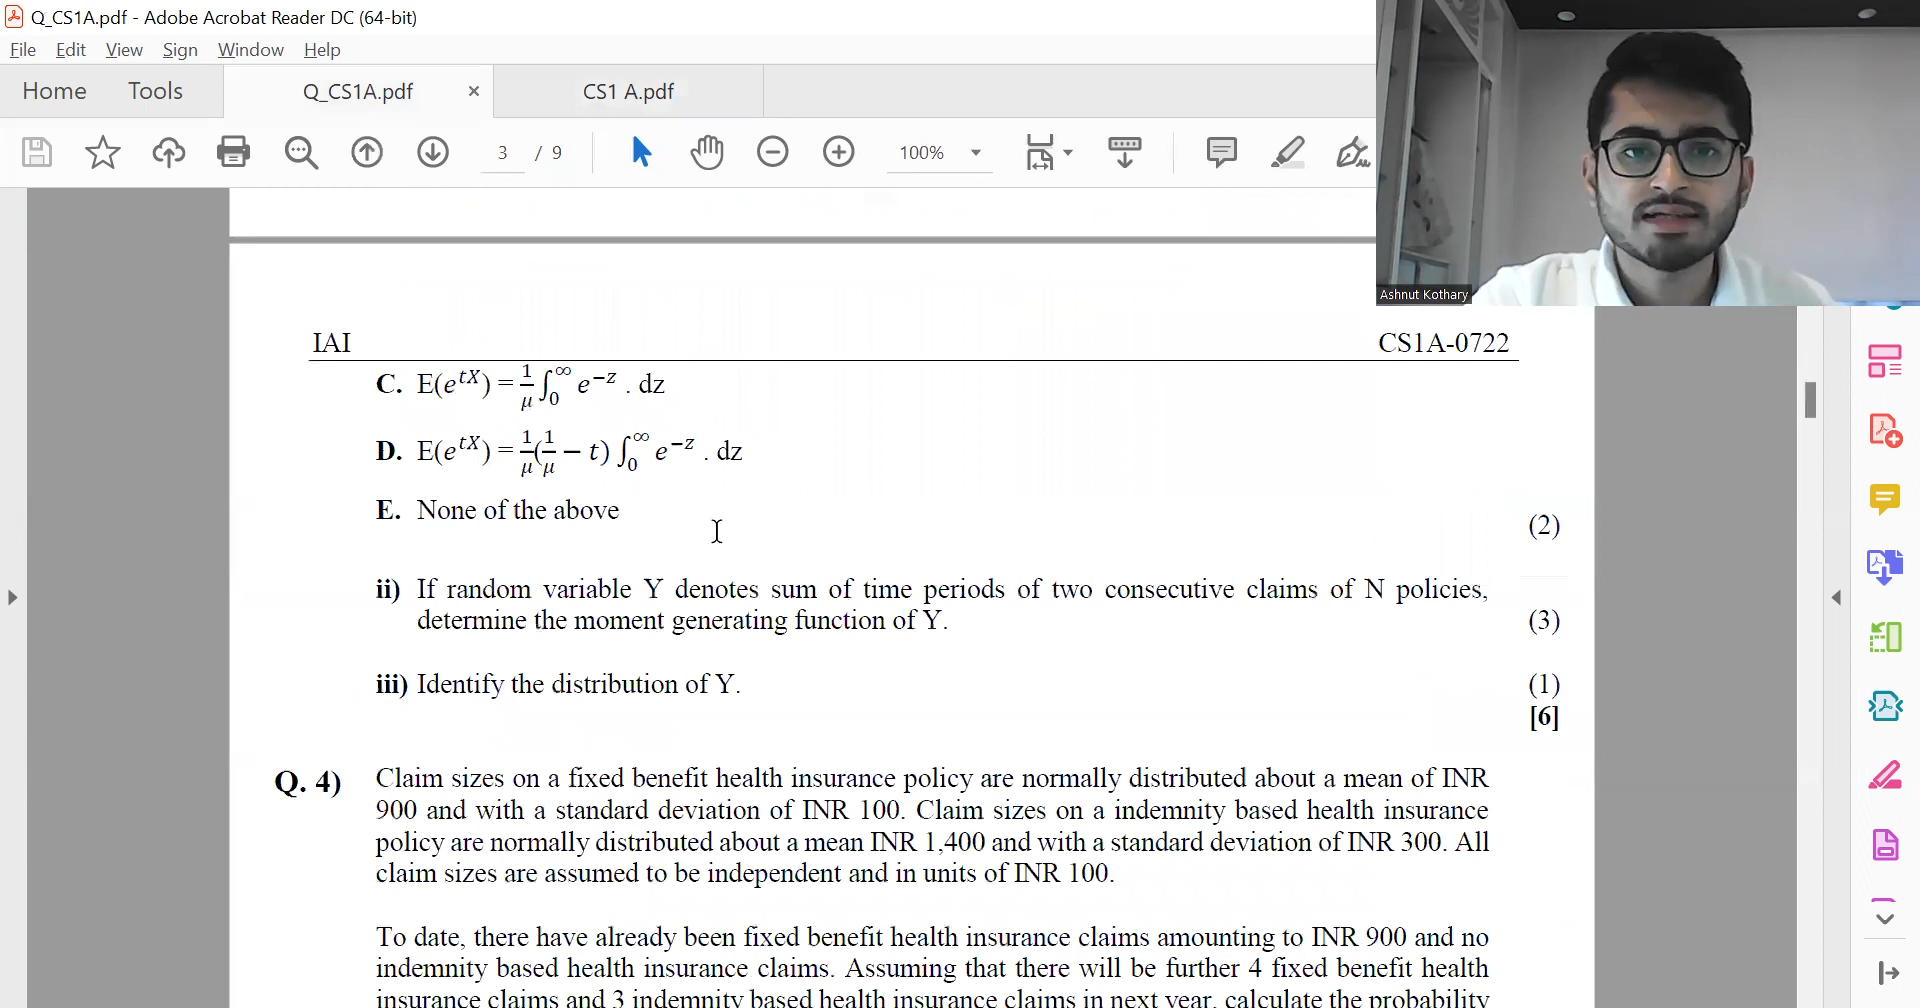 Q_CS1A.pdf - Adobe Acrobat Reader DC (64-bit)
File Edit View Sign Window Help
Home Tools Q_CS1A.pdf × CS1 A.pdf
3 / 9 100%
Ashnut Kothary
IAI CS1A-0722
C. E(e^{tX}) = 1/μ ∫₀^∞ e^{−z} . dz
D. E(e^{tX}) = 1/μ(1/μ − t) ∫₀^∞ e^{−z} . dz
E. None of the above
(2)
ii) If random variable Y denotes sum of time periods of two consecutive claims of N policies,
determine the moment generating function of Y. (3)
iii) Identify the distribution of Y. (1)
[6]
Q. 4) Claim sizes on a fixed benefit health insurance policy are normally distributed about a mean of INR
900 and with a standard deviation of INR 100. Claim sizes on a indemnity based health insurance
policy are normally distributed about a mean INR 1,400 and with a standard deviation of INR 300. All
claim sizes are assumed to be independent and in units of INR 100.
To date, there have already been fixed benefit health insurance claims amounting to INR 900 and no
indemnity based health insurance claims. Assuming that there will be further 4 fixed benefit health
insurance claims and 3 indemnity based health insurance claims in next year, calculate the probability